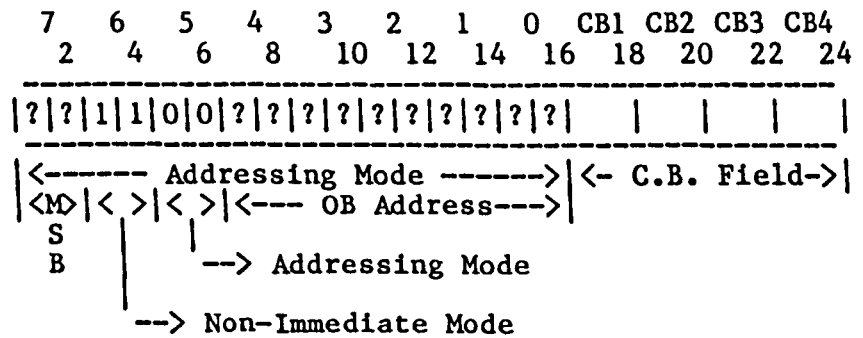 7 6 5 4 3 2 1 0 CB1 CB2 CB3 CB4
2 4 6 8 10 12 14 16 18 20 22 24
|?|?|1|1|0|0|?|?|?|?|?|?|?|?|?|?| | | | |
|<------ Addressing Mode ------>|<- C.B. Field->|
|<M>|< >|< >|<--- OB Address--->|
S
B --> Addressing Mode
--> Non-Immediate Mode